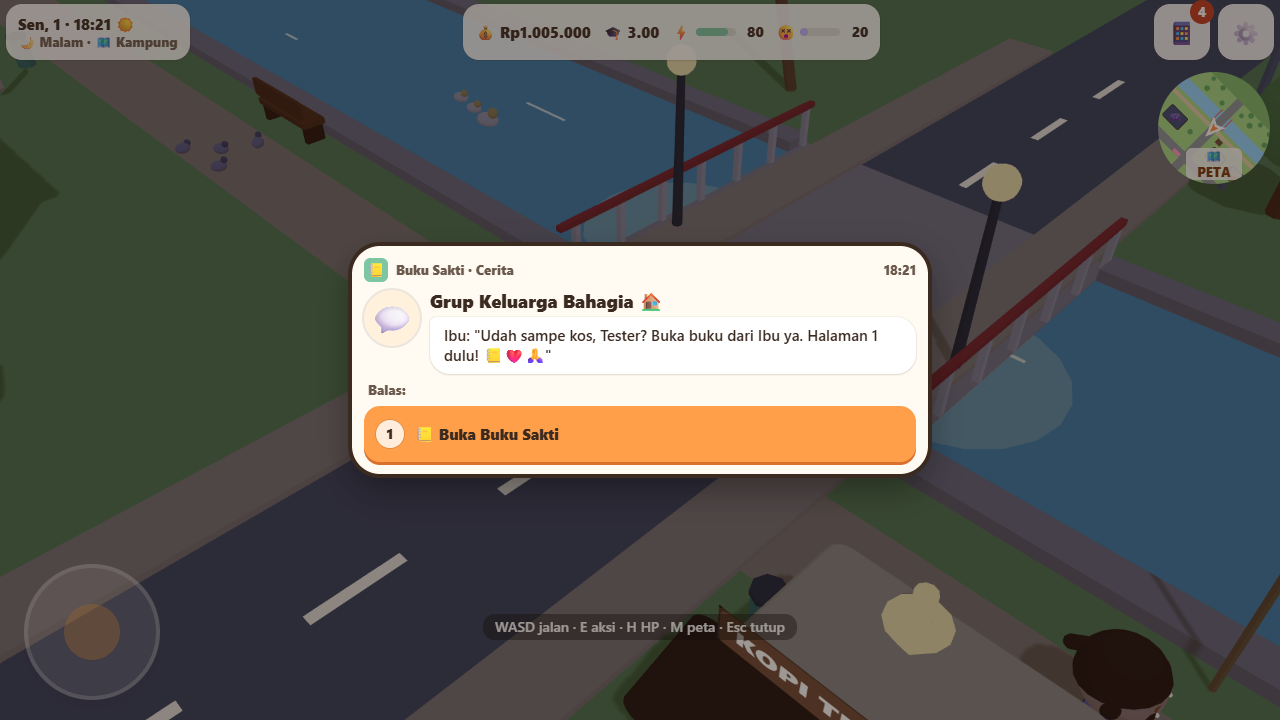 Sen, 1 · 18:21
Malam · Kampung
Rp1.005.000 3.00 80 20
4
PETA
Buku Sakti · Cerita 18:21
Grup Keluarga Bahagia
Ibu: "Udah sampe kos, Tester? Buka buku dari Ibu ya. Halaman 1
dulu! "
Balas:
1 Buka Buku Sakti
WASD jalan · E aksi · H HP · M peta · Esc tutup
KOPI